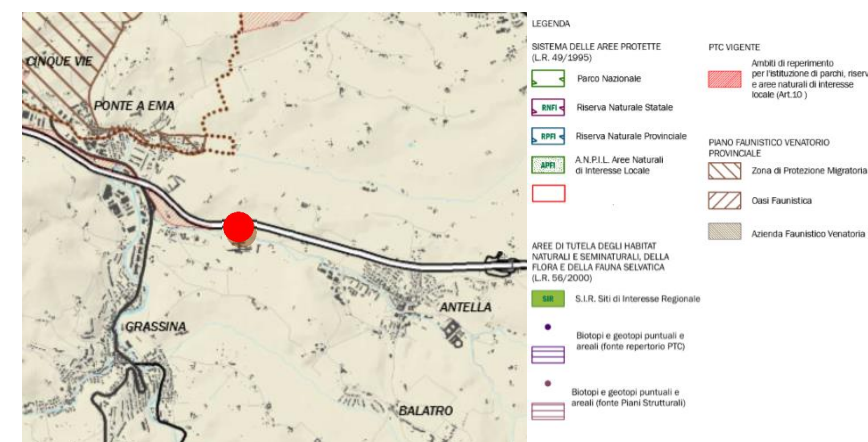 CINQUE VIE
PONTE A EMA
GRASSINA
ANTELLA
BALATRO
LEGENDA
SISTEMA DELLE AREE PROTETTE
(L.R. 49/1995)
Parco Nazionale
RNFI
Riserva Naturale Statale
RPFI
Riserva Naturale Provinciale
APFI
A.N.P.I.L. Aree Naturali
di Interesse Locale
AREE DI TUTELA DEGLI HABITAT
NATURALI E SEMINATURALI, DELLA
FLORA E DELLA FAUNA SELVATICA
(L.R. 56/2000)
SIR
S.I.R. Siti di Interesse Regionale
Biotopi e geotopi puntuali e
areali (fonte repertorio PTC)
Biotopi e geotopi puntuali e
areali (fonte Piani Strutturali)
PTC VIGENTE
Ambiti di reperimento
per l'istituzione di parchi, riserv
e aree naturali di interesse
locale (Art.10 )
PIANO FAUNISTICO VENATORIO
PROVINCIALE
Zona di Protezione Migratoria
Oasi Faunistica
Azienda Faunistico Venatoria